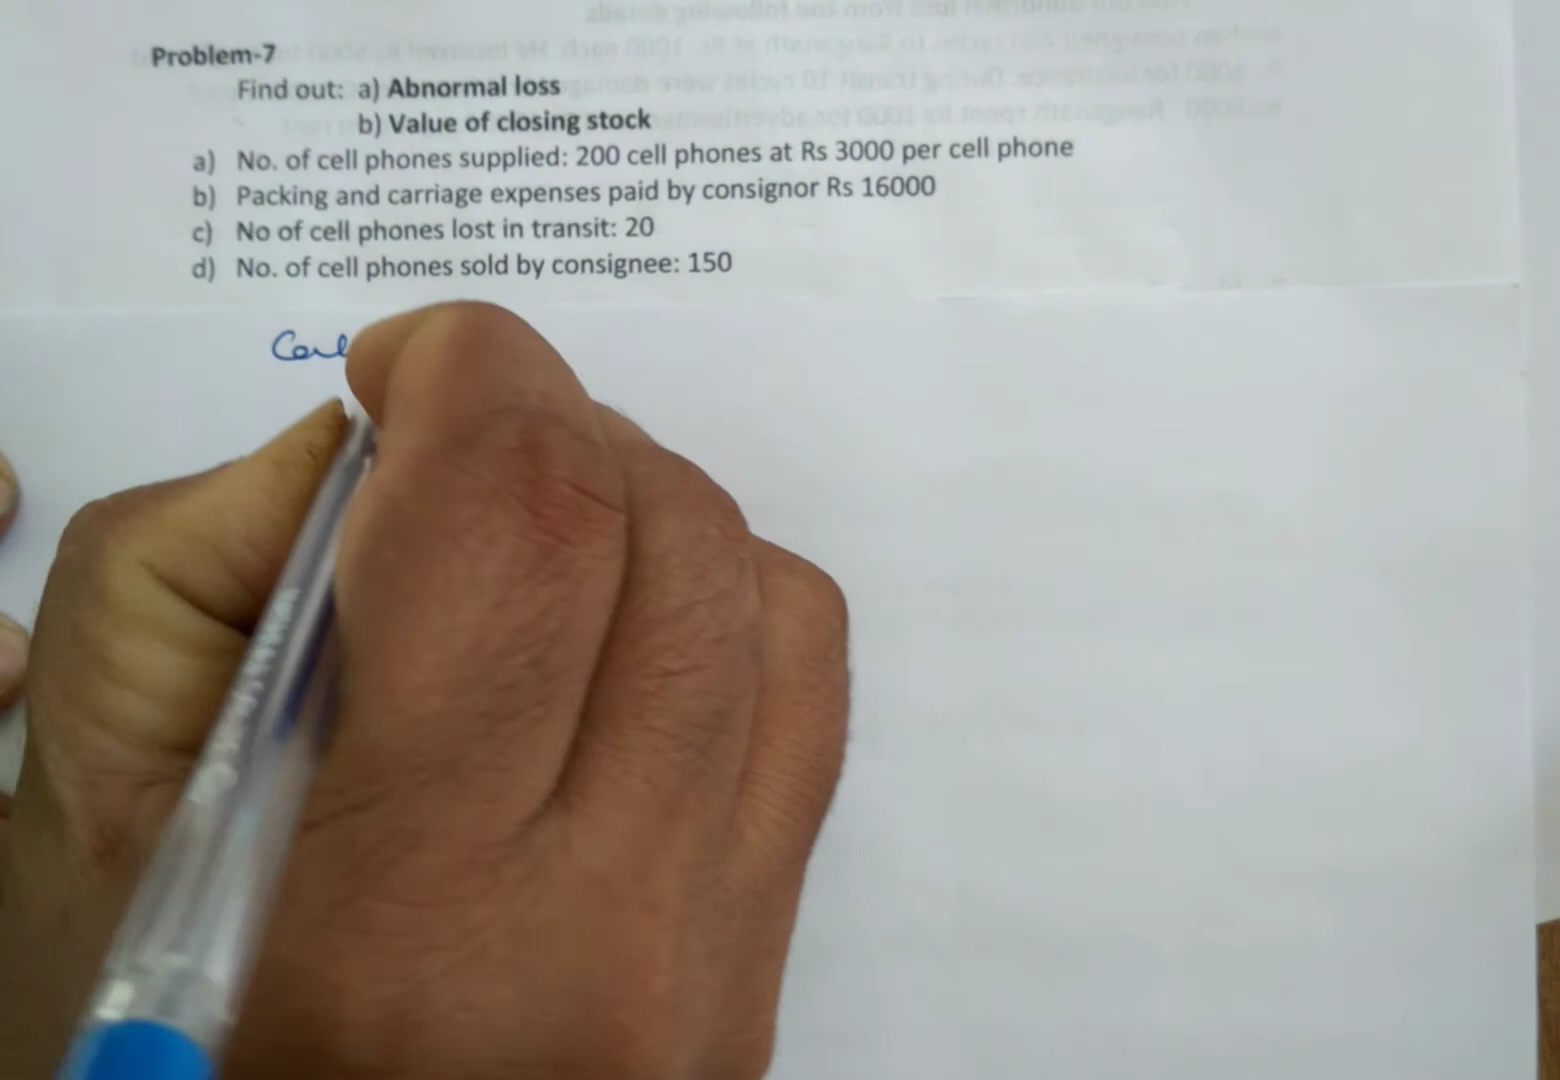 Problem-7
Find out: a) Abnormal loss
b) Value of closing stock
a) No. of cell phones supplied: 200 cell phones at Rs 3000 per cell phone
b) Packing and carriage expenses paid by consignor Rs 16000
c) No of cell phones lost in transit: 20
d) No. of cell phones sold by consignee: 150